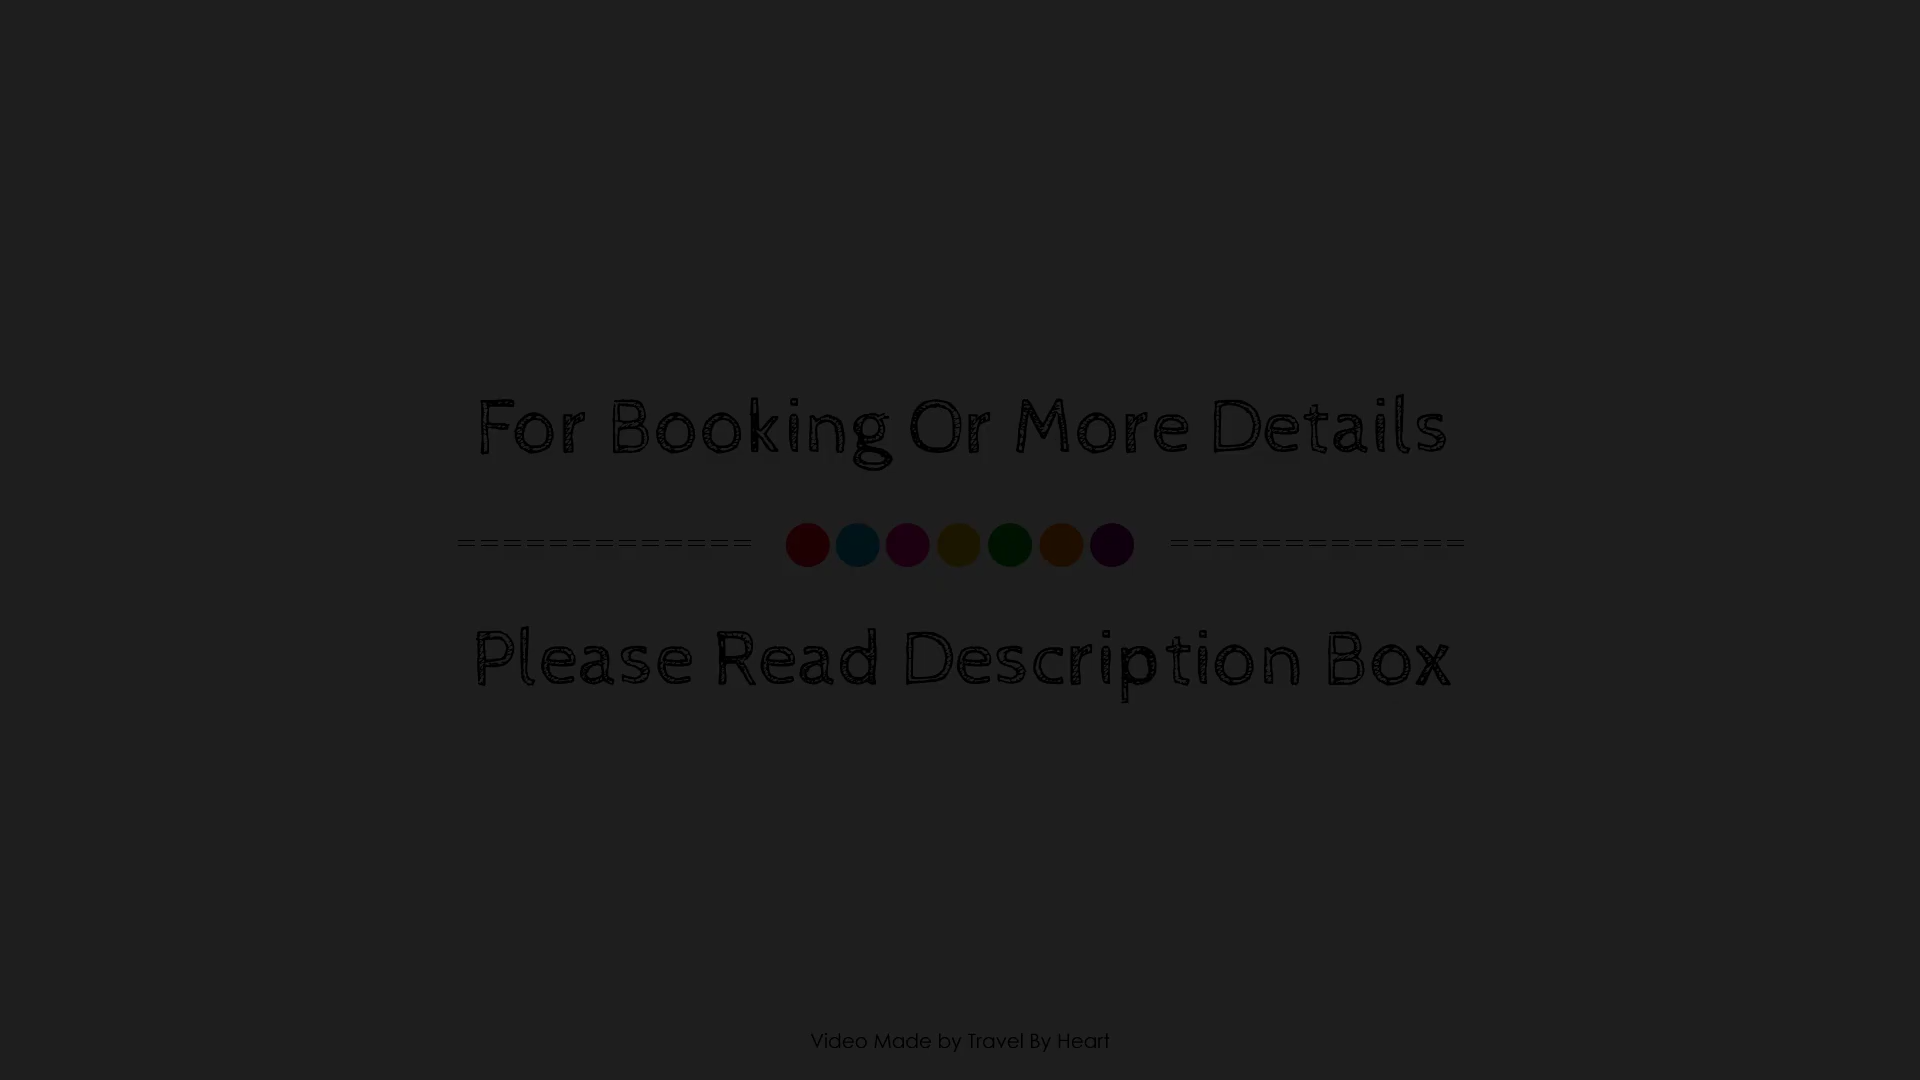 For Booking Or More Details
============= =============
Please Read Description Box
Video Made by Travel By Heart